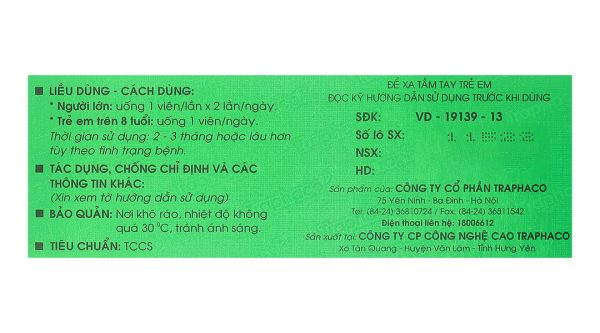 LIỀU DÙNG - CÁCH DÙNG:
* Người lớn: uống 1 viên/lần x 2 lần/ngày.
* Trẻ em trên 8 tuổi: uống 1 viên/ngày.
Thời gian sử dụng: 2 - 3 tháng hoặc lâu hơn
tùy theo tình trạng bệnh.
TÁC DỤNG, CHỐNG CHỈ ĐỊNH VÀ CÁC
THÔNG TIN KHÁC:
(Xin xem tờ hướng dẫn sử dụng)
BẢO QUẢN: Nơi khô ráo, nhiệt độ không
quá 30 °C, tránh ánh sáng.
TIÊU CHUẨN: TCCS
ĐỂ XA TẦM TAY TRẺ EM
ĐỌC KỸ HƯỚNG DẪN SỬ DỤNG TRƯỚC KHI DÙNG
SĐK: VD - 19139 - 13
Số lô SX:
NSX:
HD:
Sản phẩm của: CÔNG TY CỔ PHẦN TRAPHACO
75 Yên Ninh - Ba Đình - Hà Nội
Tel: (84-24) 36810724 / Fax: (84-24) 36811542
Điện thoại liên hệ: 18006612
Sản xuất tại: CÔNG TY CP CÔNG NGHỆ CAO TRAPHACO
Xã Tân Quang - Huyện Văn Lâm - Tỉnh Hưng Yên